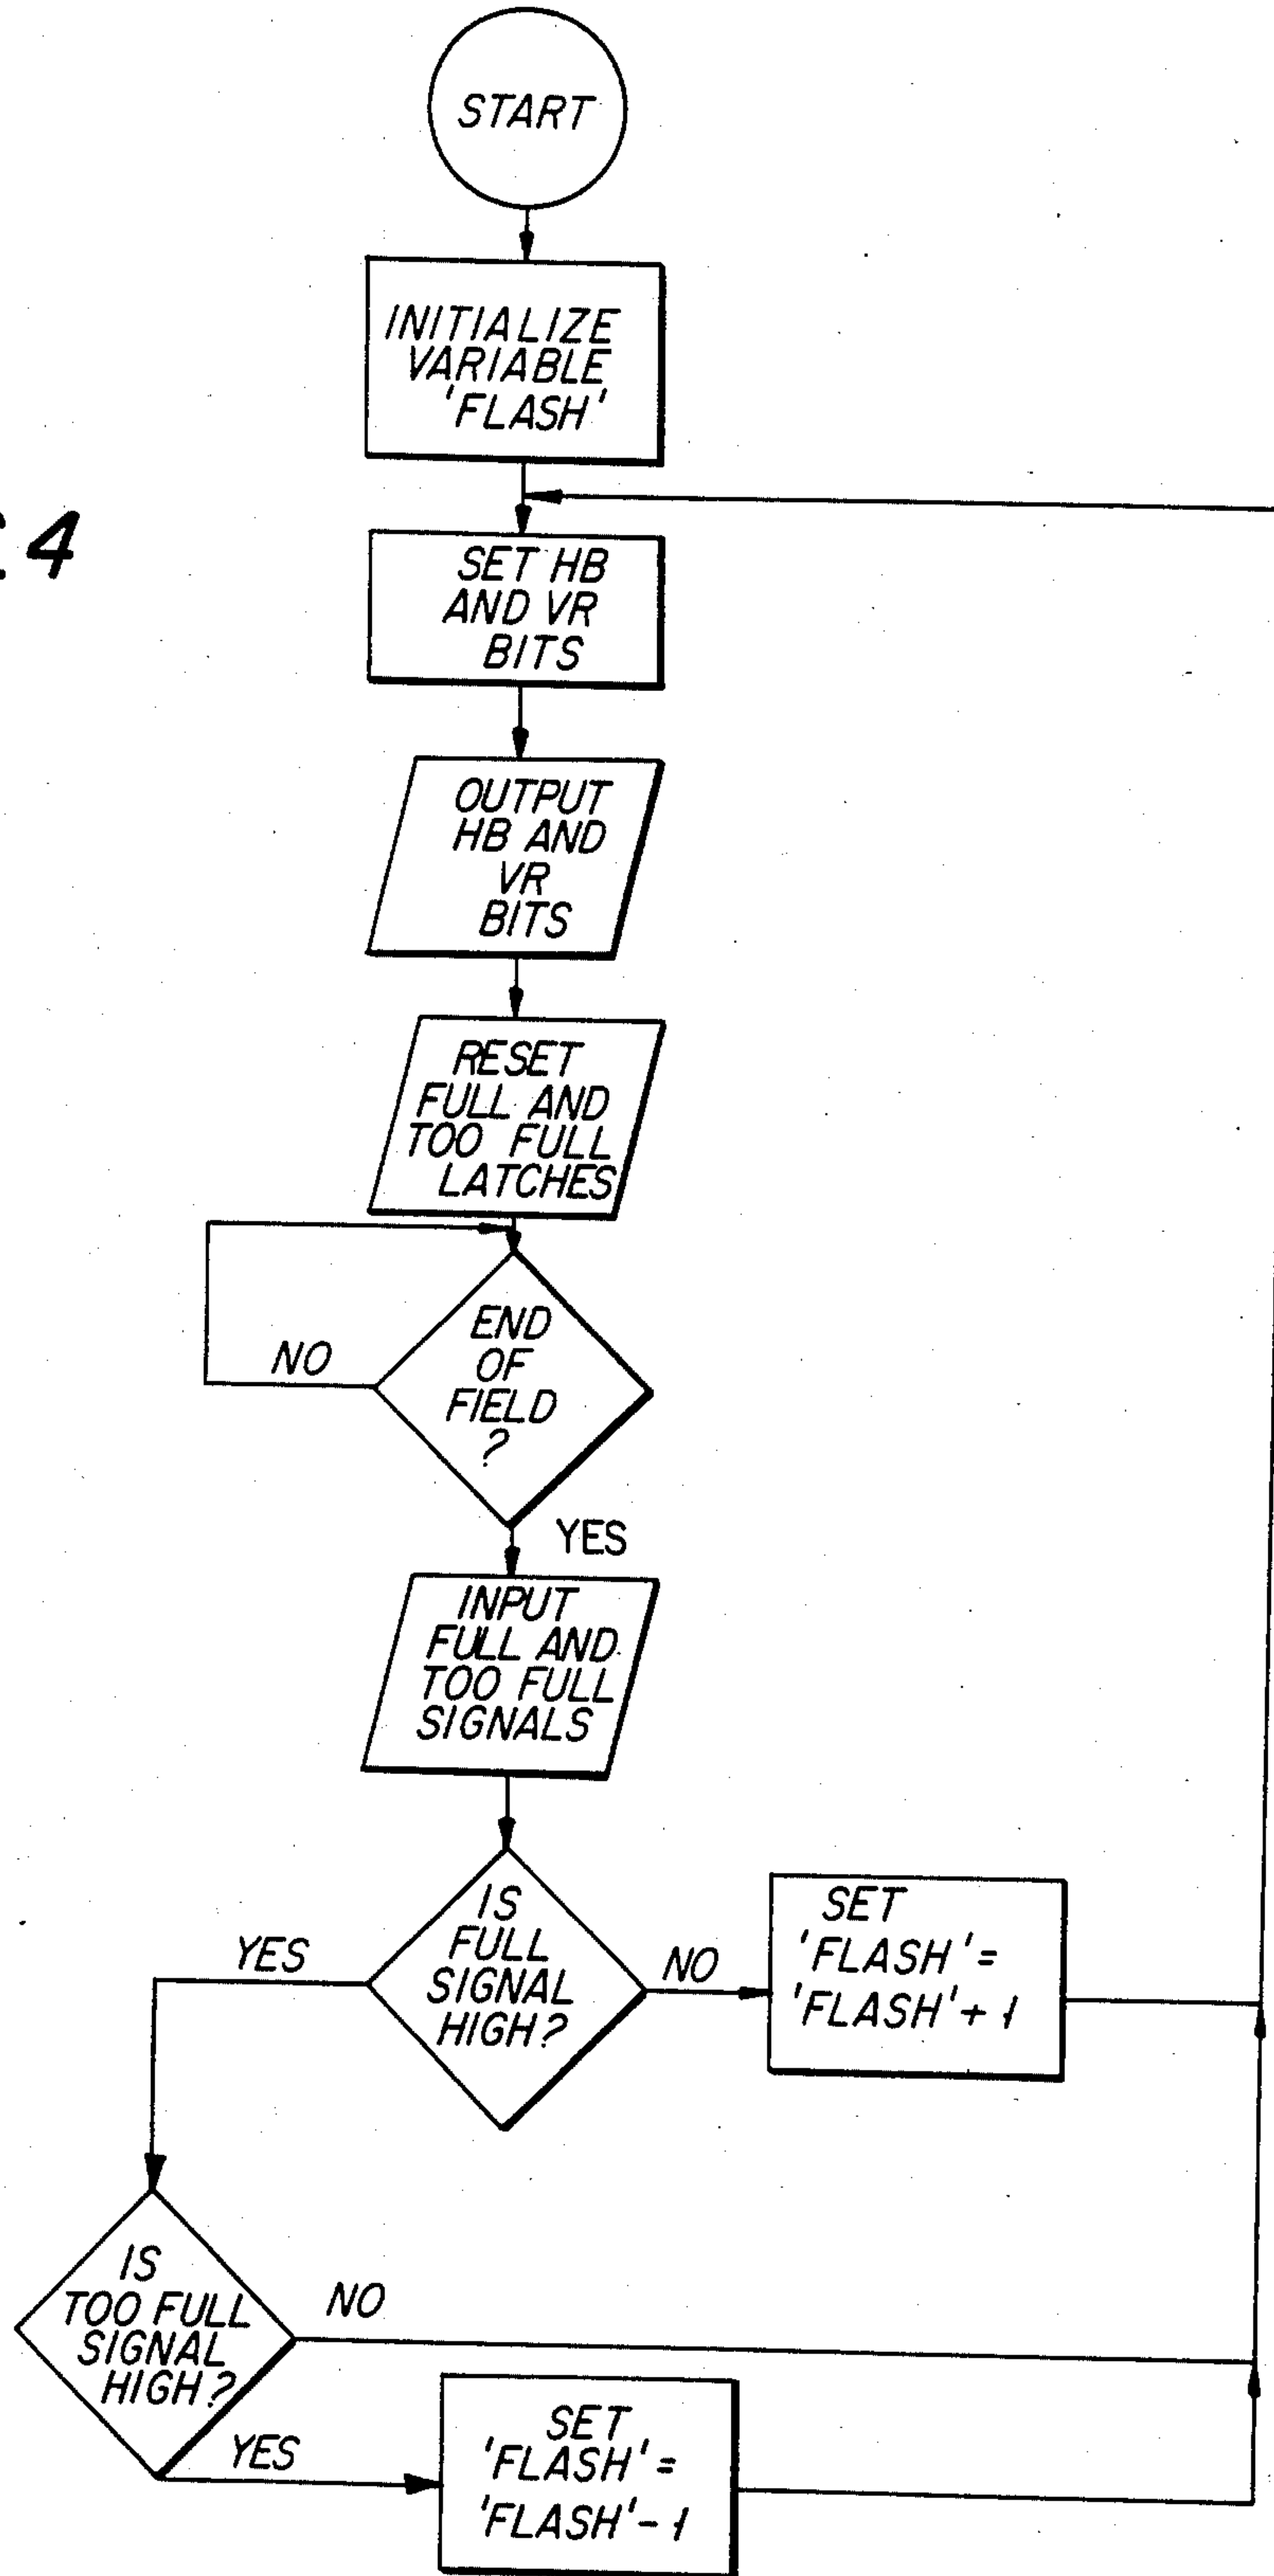 START
INITIALIZE
VARIABLE
'FLASH'
4
SET HB
AND VR
BITS
OUTPUT
HB AND
VR
BITS
RESET
FULL AND
TOO FULL
LATCHES
END
OF
FIELD
?
NO
YES
INPUT
FULL AND
TOO FULL
SIGNALS
IS
FULL
SIGNAL
HIGH?
YES
NO
SET
'FLASH'=
'FLASH'+1
IS
TOO FULL
SIGNAL
HIGH?
NO
YES
SET
'FLASH'=
'FLASH'-1